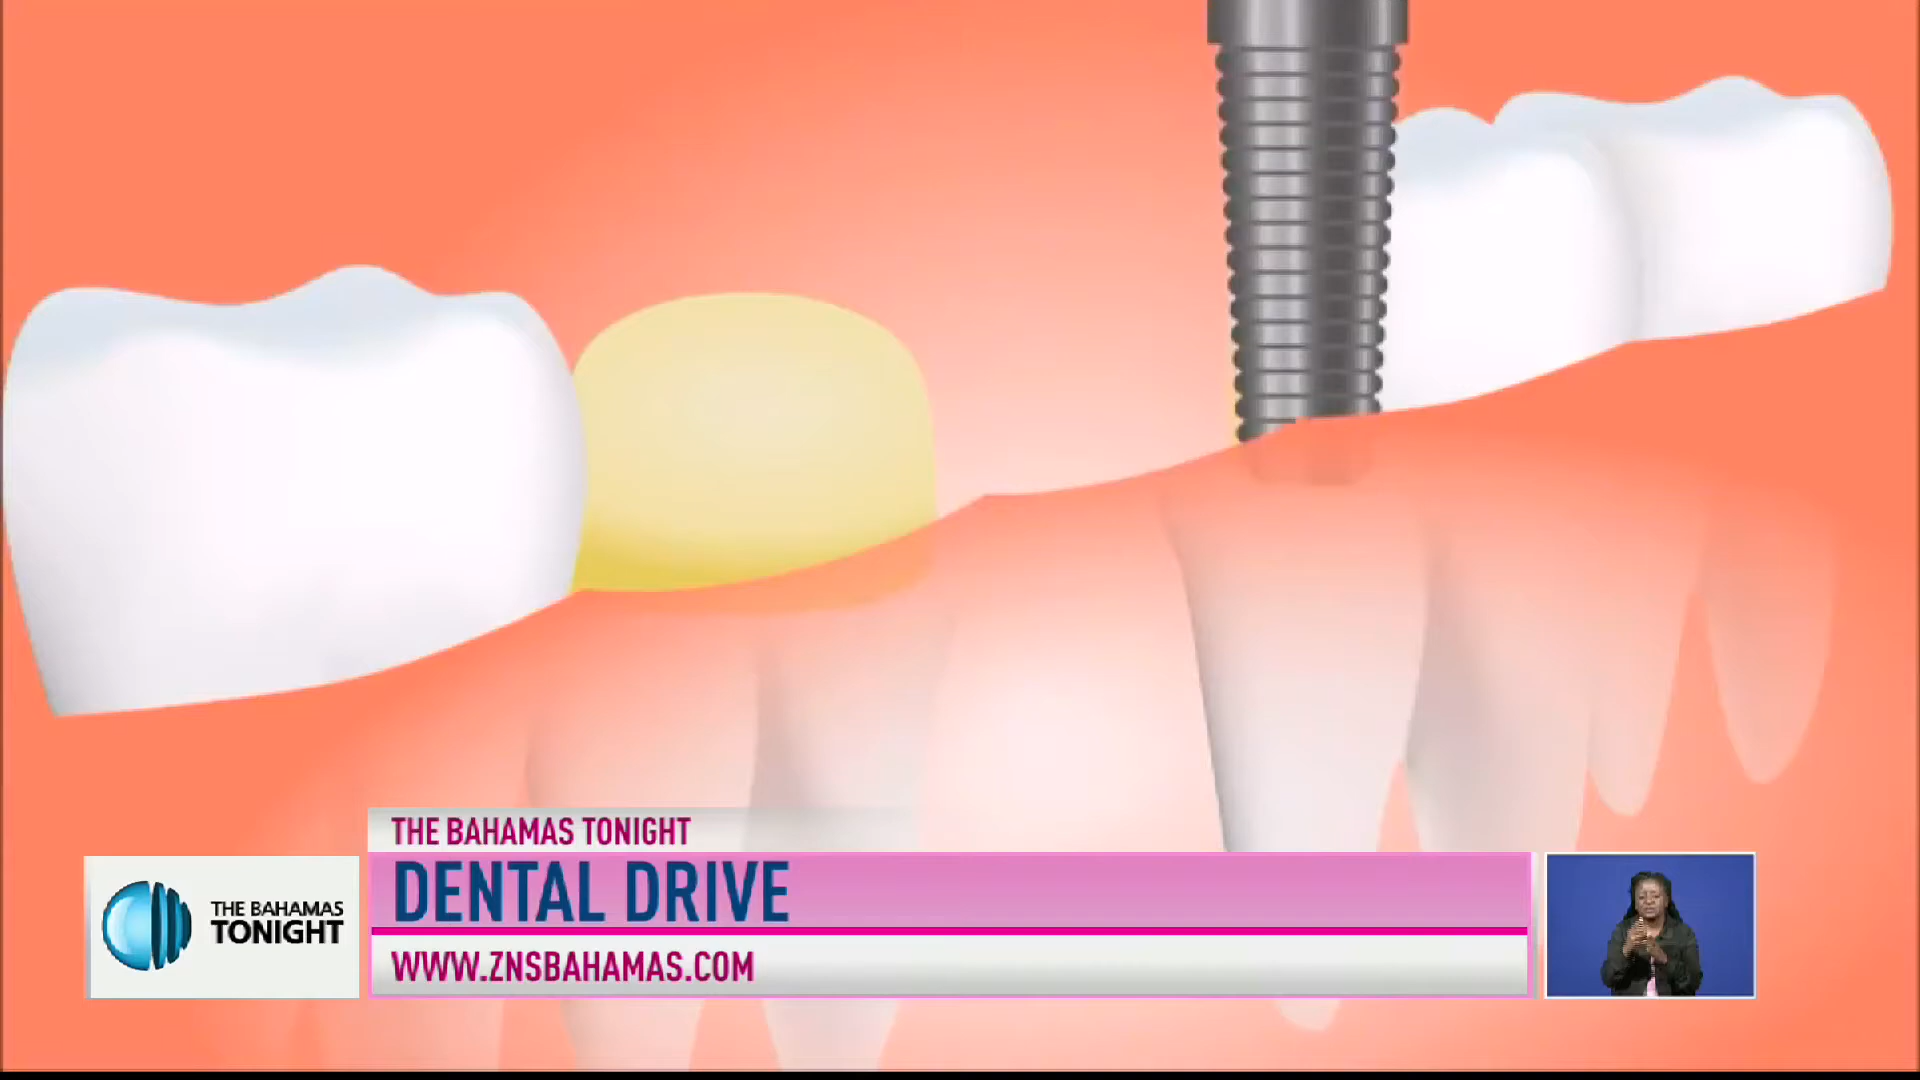 THE BAHAMAS TONIGHT
DENTAL DRIVE
WWW.ZNSBAHAMAS.COM
THE BAHAMAS
TONIGHT